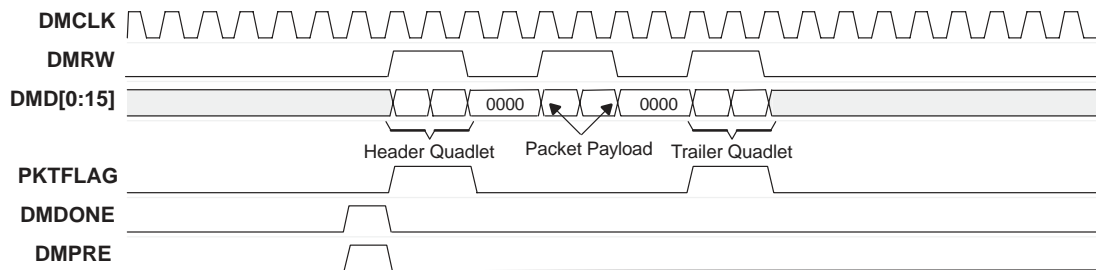 DMCLK
DMRW
DMD[0:15]
0000
0000
Header Quadlet
Packet Payload
Trailer Quadlet
PKTFLAG
DMDONE
DMPRE